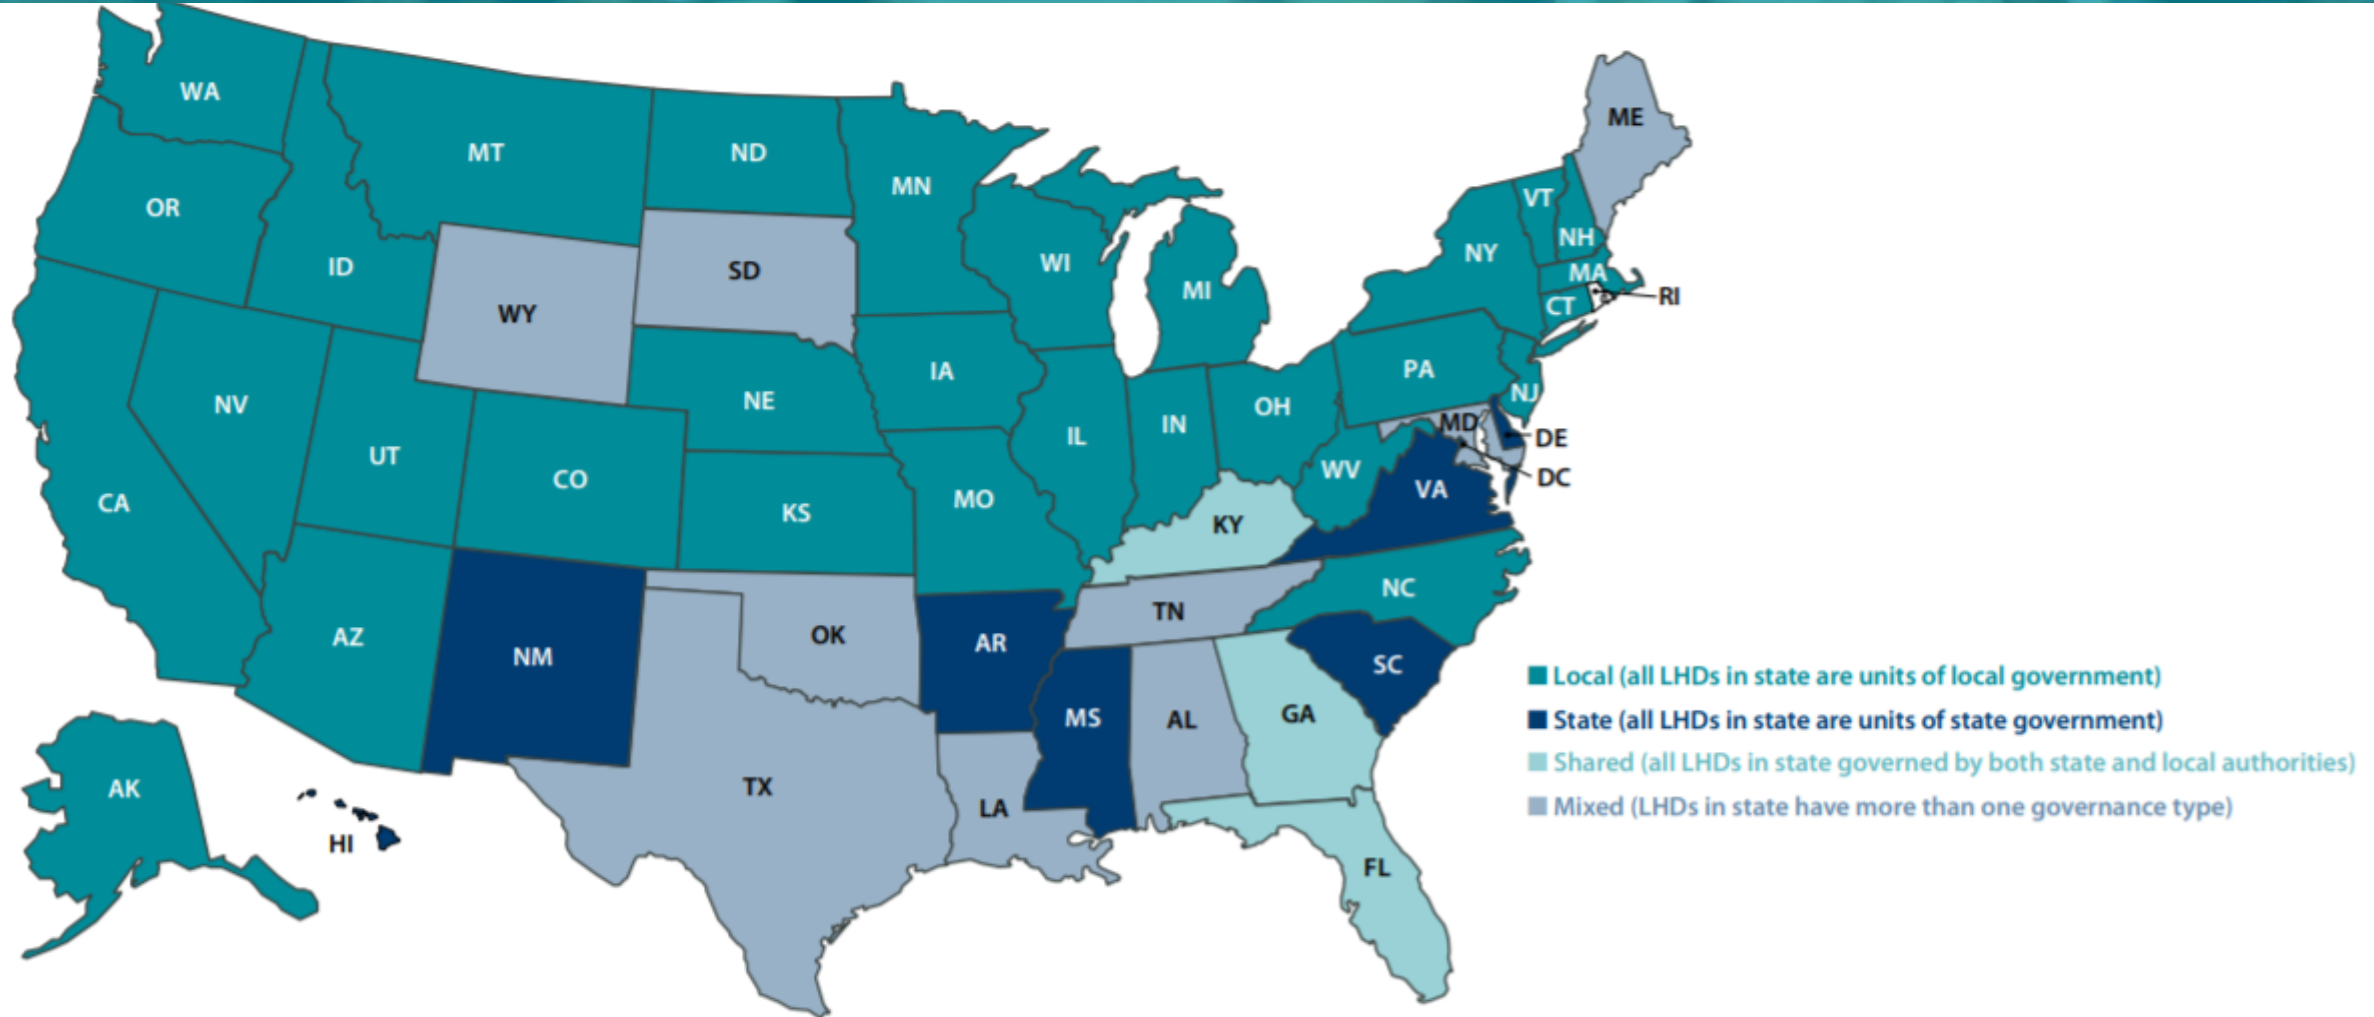 WA
MT
ND
MN
OR
ID
WY
SD
WI
MI
ME
VT
NH
NY
MA
RI
CT
NV
UT
CO
NE
IA
IL
IN
OH
PA
NJ
MD
DE
DC
CA
KS
MO
WV
VA
KY
AZ
NM
OK
AR
TN
NC
SC
MS
AL
GA
TX
LA
FL
AK
HI
Local (all LHDs in state are units of local government)
State (all LHDs in state are units of state government)
Shared (all LHDs in state governed by both state and local authorities)
Mixed (LHDs in state have more than one governance type)